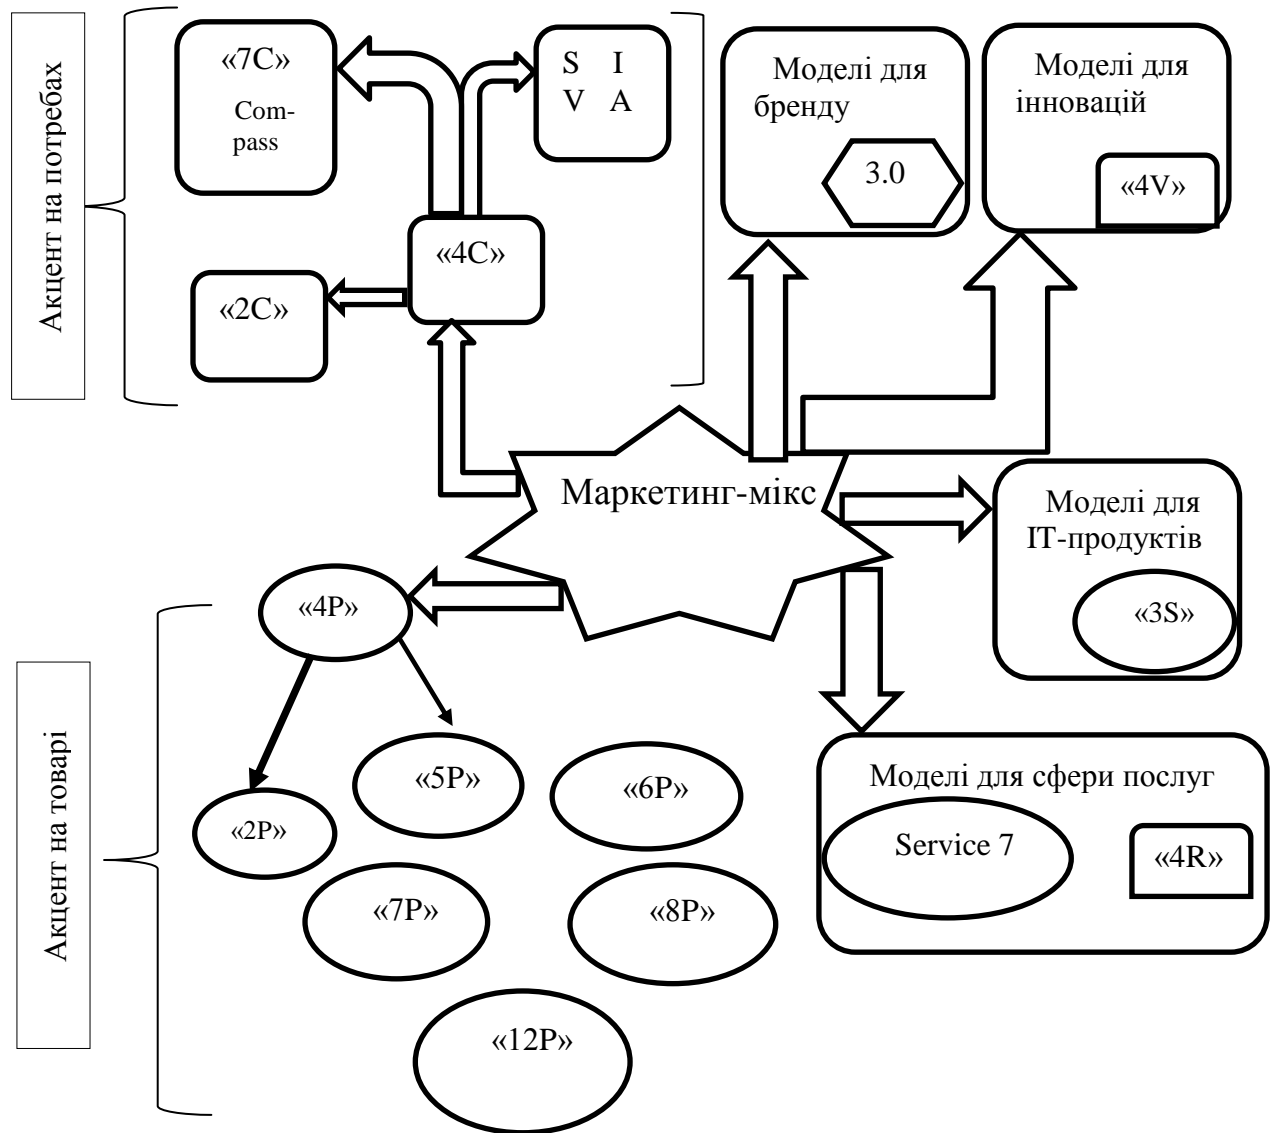 Акцент на потребах
«7С»
Com-
pass
S I
V A
«4С»
«2С»
Моделі для
бренду
3.0
Моделі для
інновацій
«4V»
Маркетинг-мікс
Моделі для
ІТ-продуктів
«3S»
Акцент на товарі
«4Р»
«2Р»
«5Р»
«6Р»
«7Р»
«8Р»
«12Р»
Моделі для сфери послуг
Service 7
«4R»